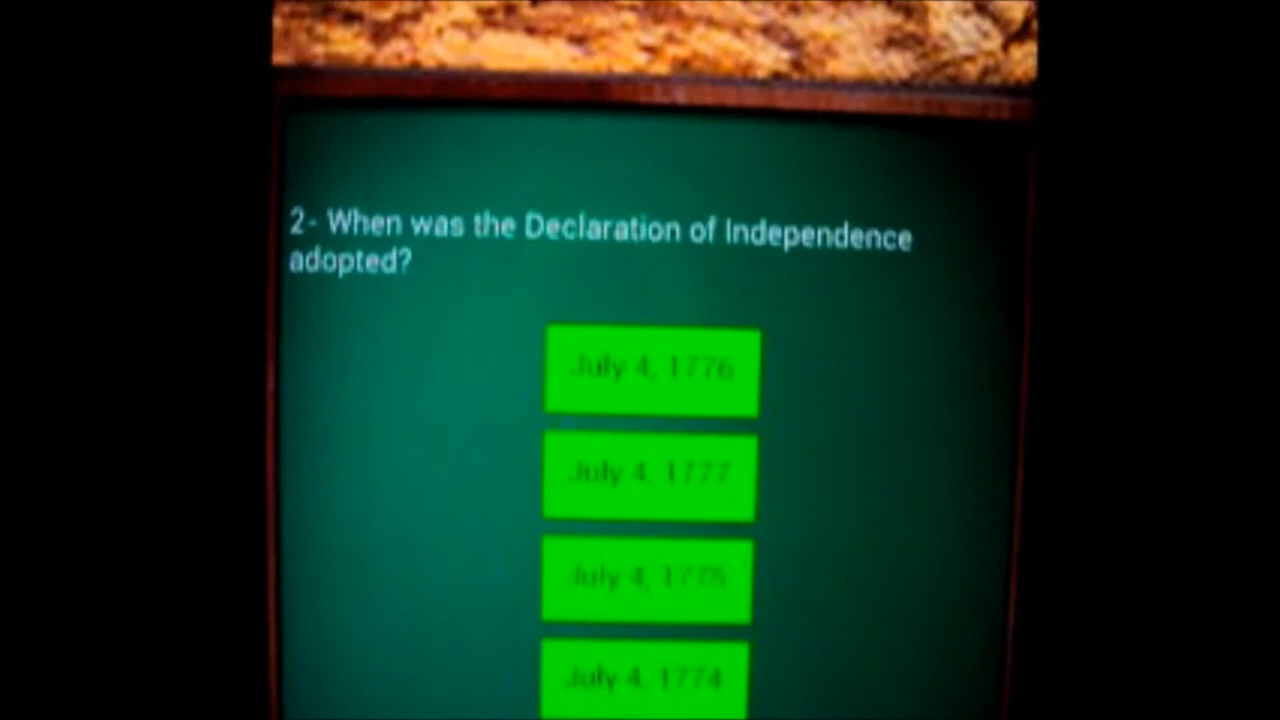 2- When was the Declaration of Independence
adopted?
July 4, 1776
July 4, 1777
July 4, 1775
July 4, 1774